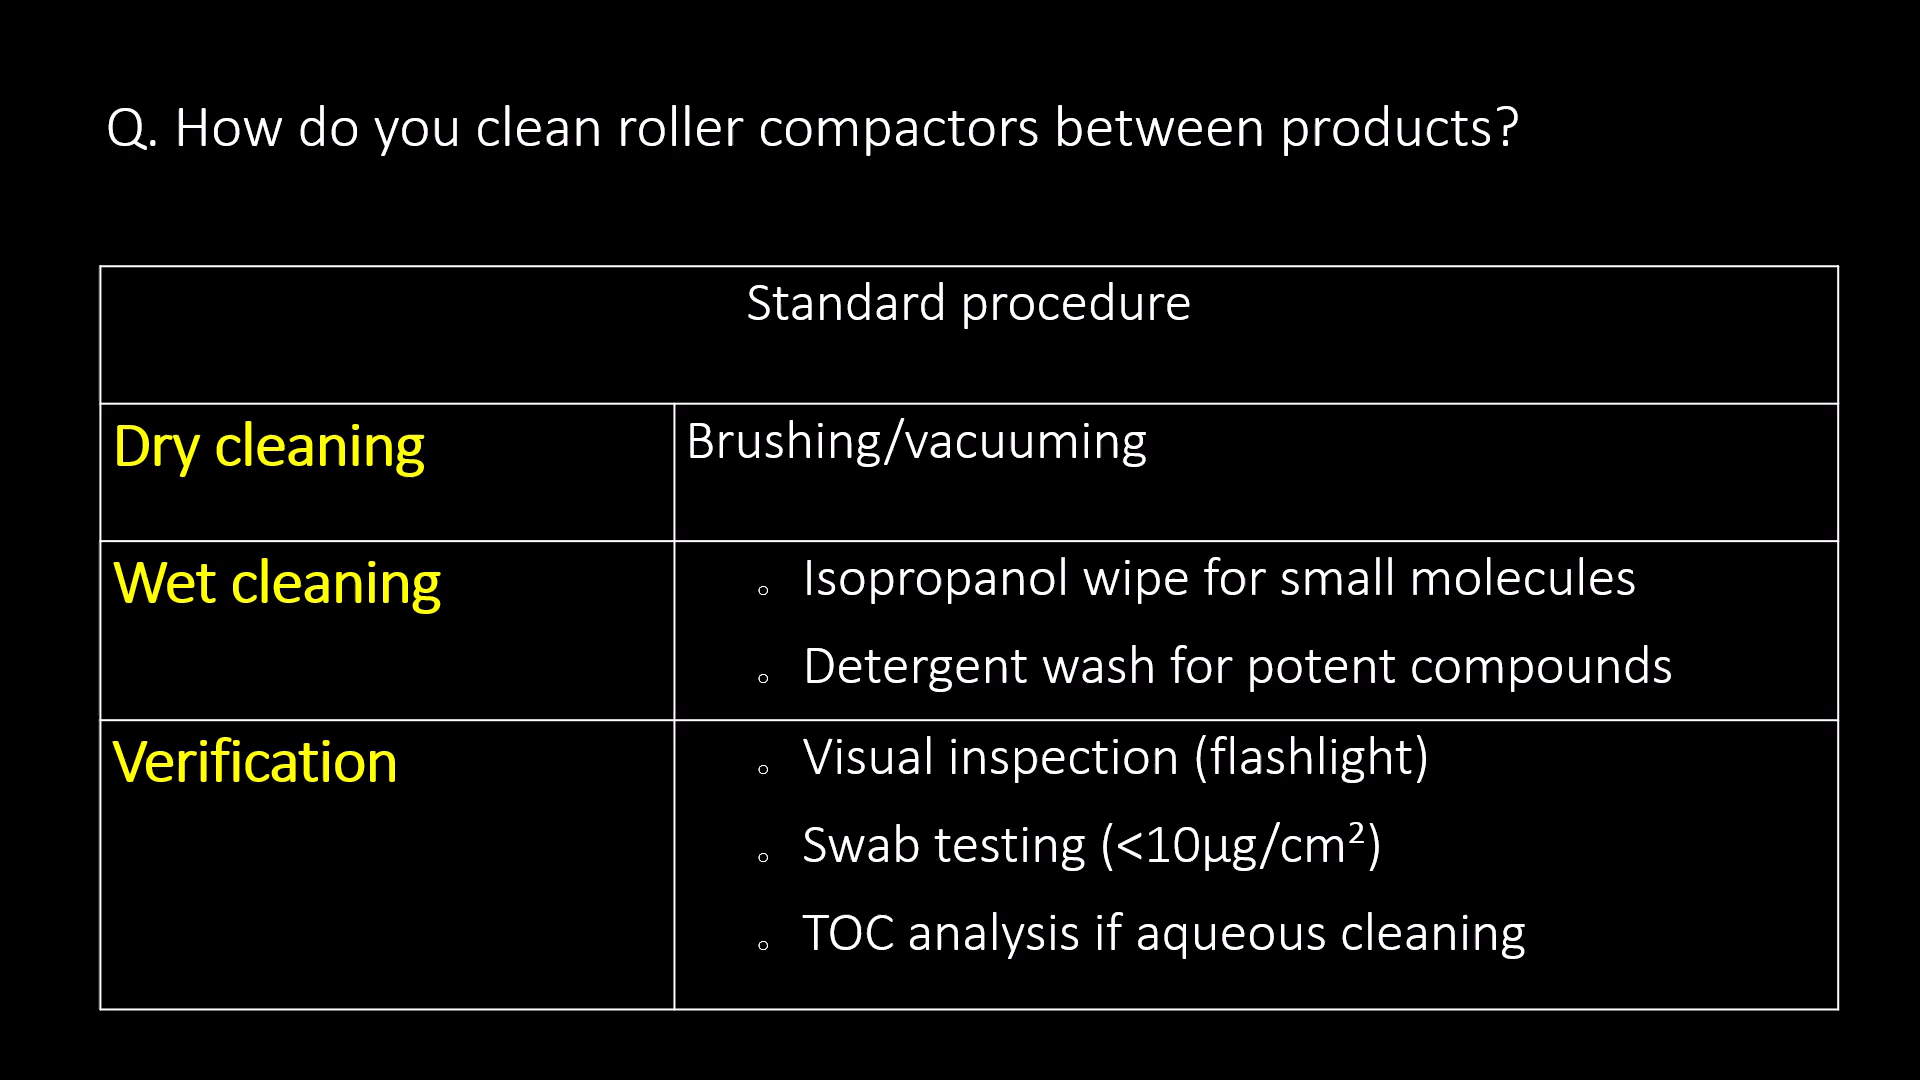 Q. How do you clean roller compactors between products?
Standard procedure
Dry cleaning
Brushing/vacuuming
Wet cleaning
○ Isopropanol wipe for small molecules
○ Detergent wash for potent compounds
Verification
○ Visual inspection (flashlight)
○ Swab testing (<10µg/cm²)
○ TOC analysis if aqueous cleaning